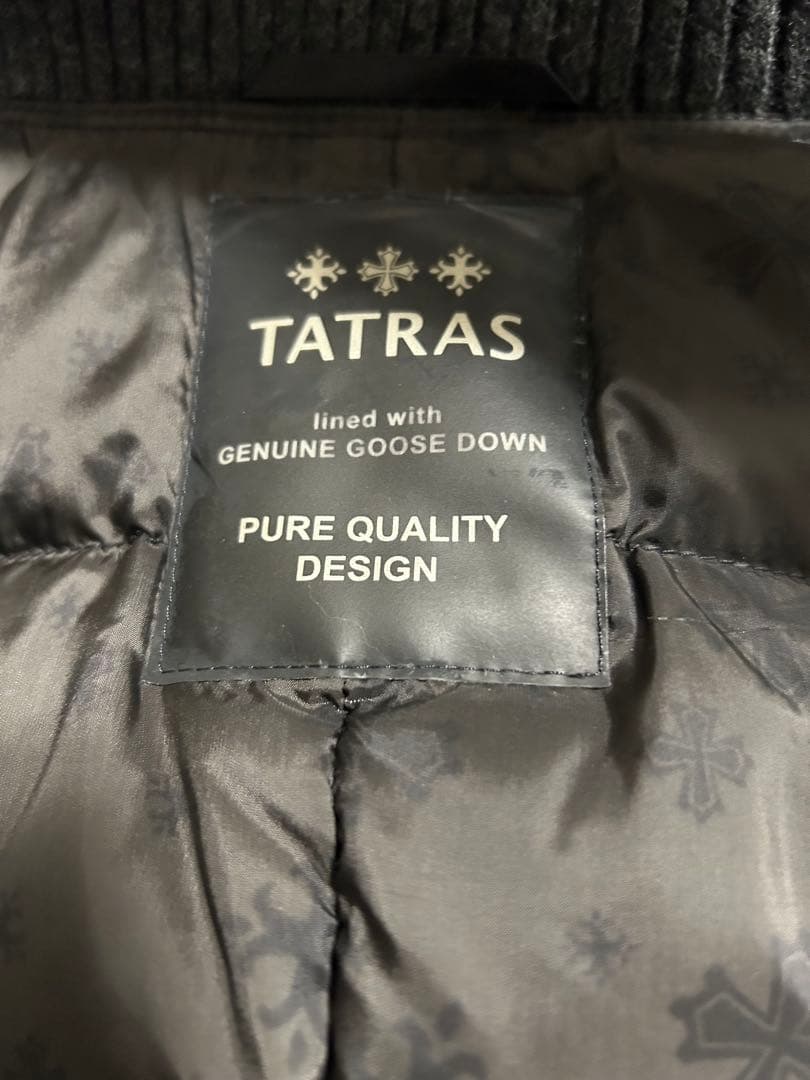 TATRAS
lined with
GENUINE GOOSE DOWN
PURE QUALITY
DESIGN